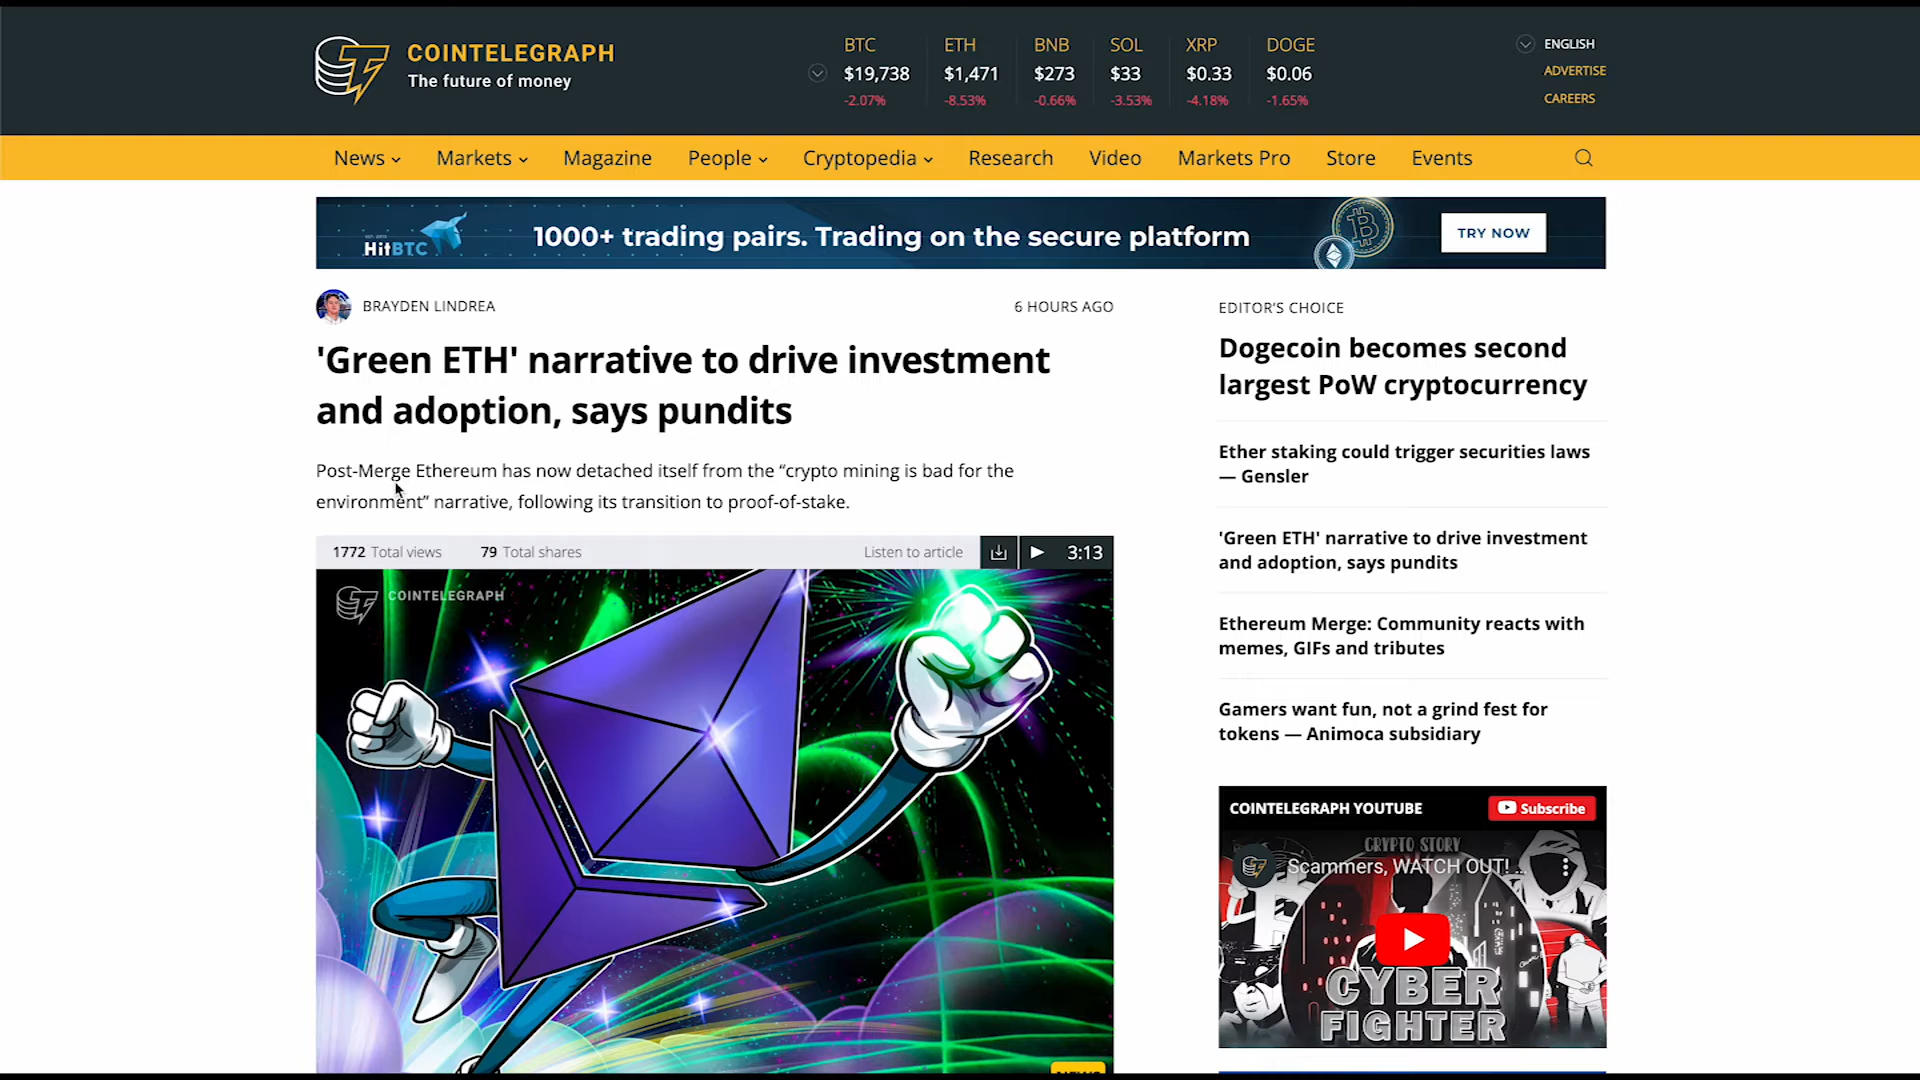 COINTELEGRAPH
The future of money
BTC
$19,738
-2.07%
ETH
$1,471
-8.53%
BNB
$273
-0.66%
SOL
$33
-3.53%
XRP
$0.33
-4.18%
DOGE
$0.06
-1.65%
ENGLISH
ADVERTISE
CAREERS
News
Markets
Magazine
People
Cryptopedia
Research
Video
Markets Pro
Store
Events
HitBTC
1000+ trading pairs. Trading on the secure platform
TRY NOW
BRAYDEN LINDREA
6 HOURS AGO
'Green ETH' narrative to drive investment
and adoption, says pundits
Post-Merge Ethereum has now detached itself from the “crypto mining is bad for the
environment” narrative, following its transition to proof-of-stake.
1772 Total views
79 Total shares
Listen to article
3:13
COINTELEGRAPH
EDITOR'S CHOICE
Dogecoin becomes second
largest PoW cryptocurrency
Ether staking could trigger securities laws
— Gensler
'Green ETH' narrative to drive investment
and adoption, says pundits
Ethereum Merge: Community reacts with
memes, GIFs and tributes
Gamers want fun, not a grind fest for
tokens — Animoca subsidiary
COINTELEGRAPH YOUTUBE
Subscribe
CRYPTO STORY
Scammers, WATCH OUT! ...
CYBER
FIGHTER